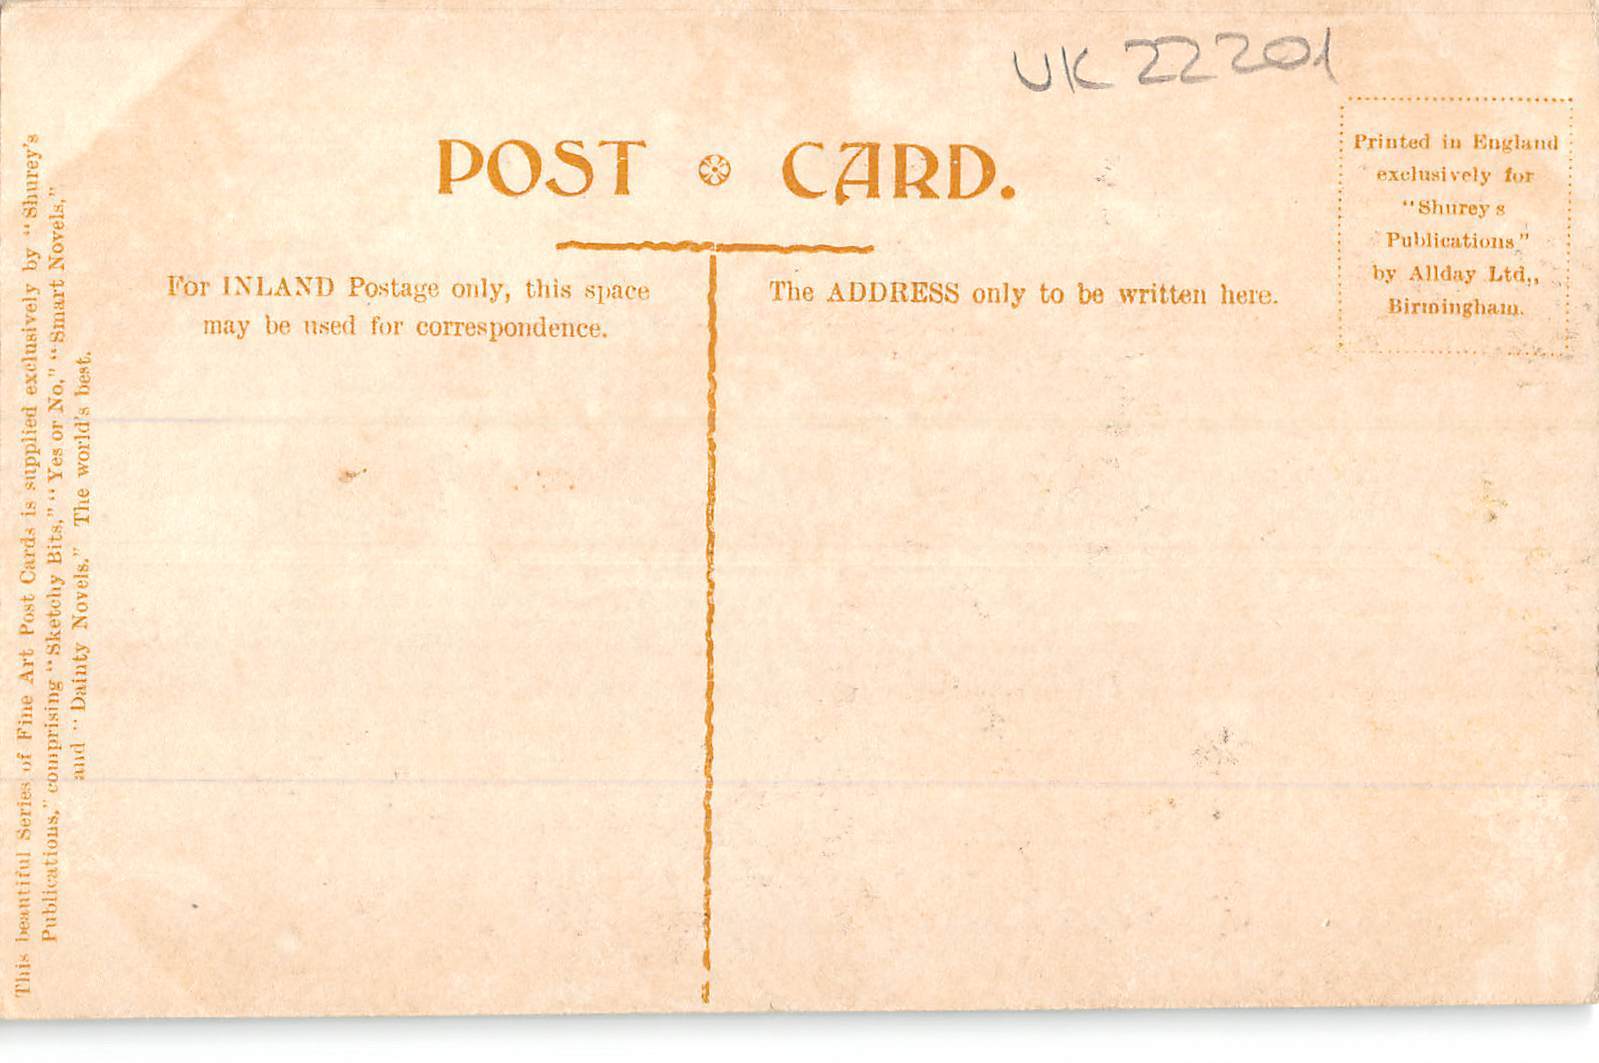 UK 22201
POST CARD.
Printed in England
exclusively for
"Shurey s
Publications"
by Allday Ltd,,
Birmingham.
For INLAND Postage only, this space
may be used for correspondence.
The ADDRESS only to be written here.
This beautiful Series of Fine Art Post Cards is supplied exclusively by "Shurey's
Publications," comprising "Sketchy Bits," "Yes or No," "Smart Novels,"
and "Dainty Novels." The world's best.